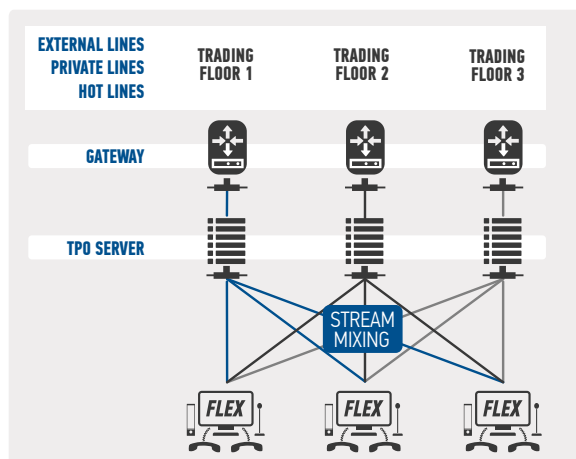 EXTERNAL LINES
PRIVATE LINES
HOT LINES
TRADING
FLOOR 1
TRADING
FLOOR 2
TRADING
FLOOR 3
GATEWAY
TPO SERVER
STREAM
MIXING
FLEX
FLEX
FLEX